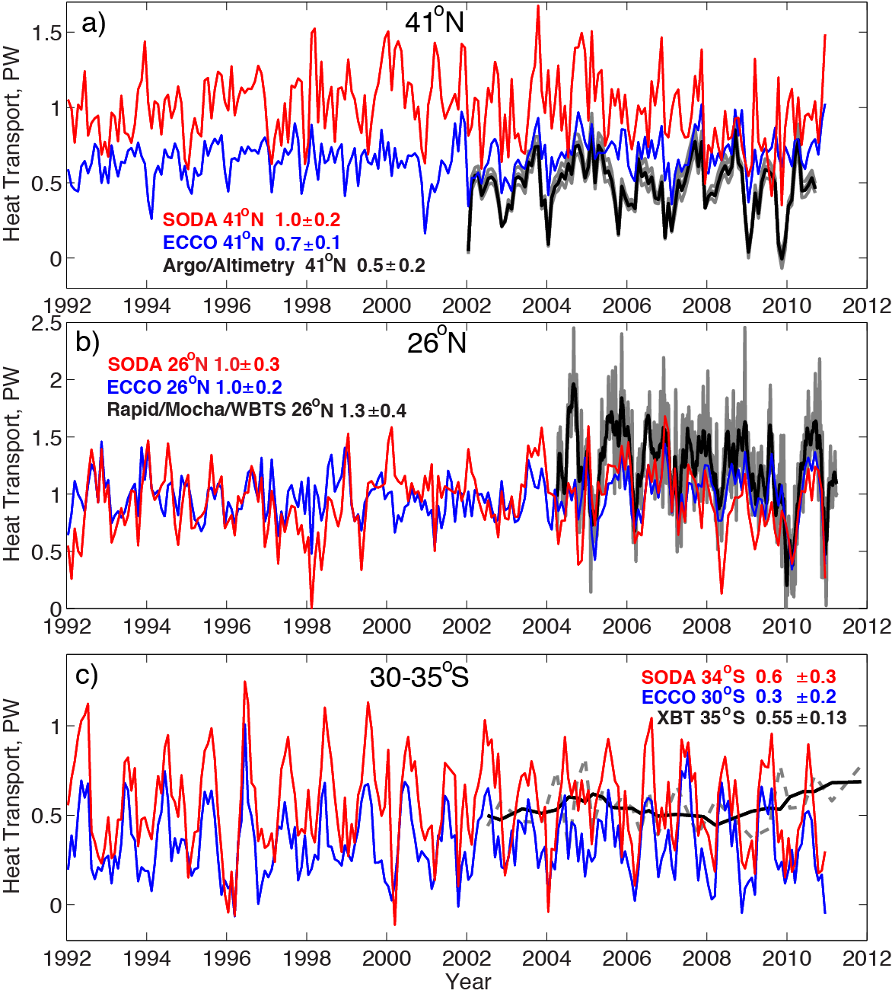 a) 41°N
1.5
1
0.5
0
Heat Transport, PW
SODA 41°N 1.0±0.2
ECCO 41°N 0.7±0.1
Argo/Altimetry 41°N 0.5±0.2
1992 1994 1996 1998 2000 2002 2004 2006 2008 2010 2012
b) 26°N
2.5
2
1.5
1
0.5
0
Heat Transport, PW
SODA 26°N 1.0±0.3
ECCO 26°N 1.0±0.2
Rapid/Mocha/WBTS 26°N 1.3±0.4
1992 1994 1996 1998 2000 2002 2004 2006 2008 2010 2012
c) 30-35°S
1
0.5
0
Heat Transport, PW
SODA 34°S 0.6 ±0.3
ECCO 30°S 0.3 ±0.2
XBT 35°S 0.55±0.13
1992 1994 1996 1998 2000 2002 2004 2006 2008 2010 2012
Year